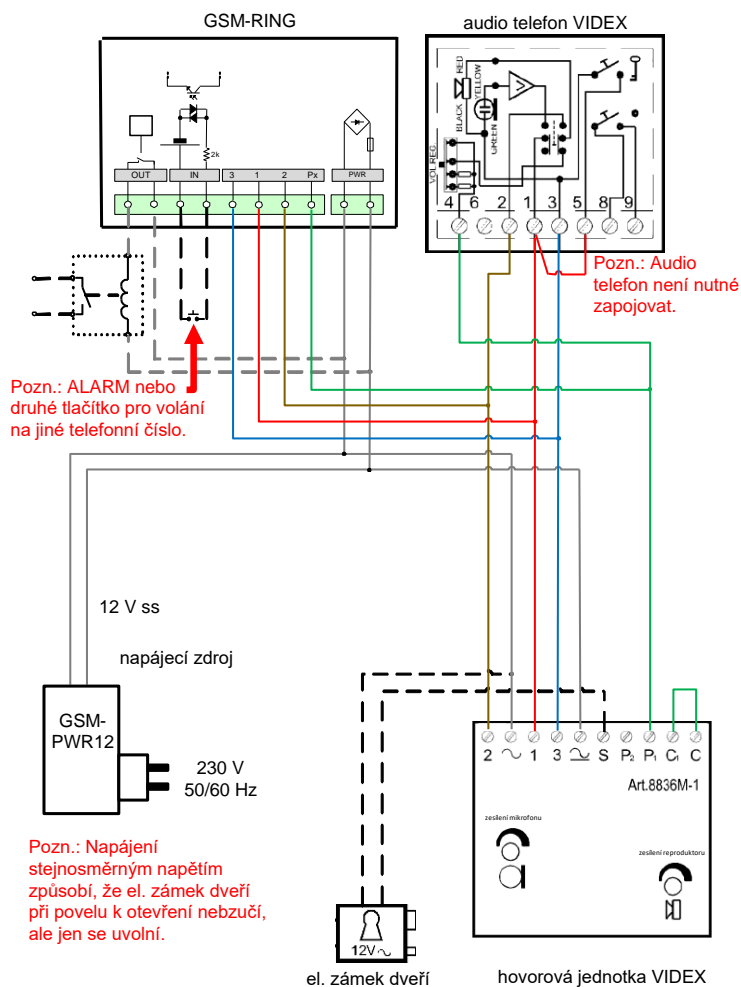 GSM-RING
audio telefon VIDEX
RED
BLACK
YELLOW
GREEN
VOL.REG.
2k
OUT
IN
3
1
2
Px
PWR
4
6
2
1
3
5
8
9
Pozn.: Audio
telefon není nutné
zapojovat.
Pozn.: ALARM nebo
druhé tlačítko pro volání
na jiné telefonní číslo.
12 V ss
napájecí zdroj
GSM-
PWR12
230 V
50/60 Hz
Pozn.: Napájení
stejnosměrným napětím
způsobí, že el. zámek dveří
při povelu k otevření nebzučí,
ale jen se uvolní.
2
1
3
S
P2
P1
C1
C
Art.8836M-1
zesílení mikrofonu
zesílení reproduktoru
12V~
el. zámek dveří
hovorová jednotka VIDEX